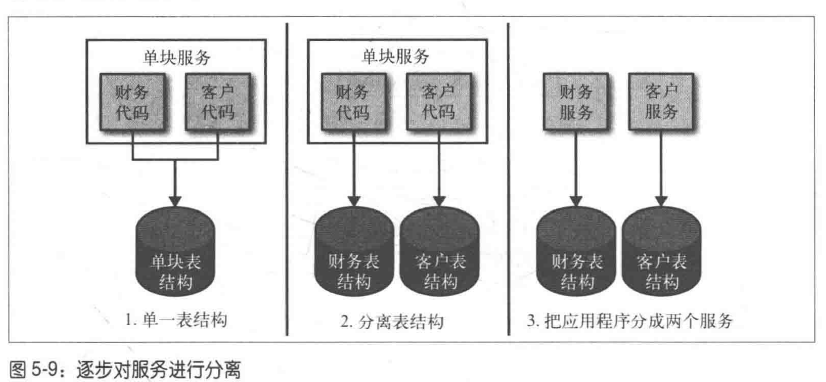 单块服务
财务
代码
客户
代码
单块表
结构
1. 单一表结构
单块服务
财务
代码
客户
代码
财务表
结构
客户表
结构
2. 分离表结构
财务
服务
客户
服务
财务表
结构
客户表
结构
3. 把应用程序分成两个服务
图 5-9：逐步对服务进行分离